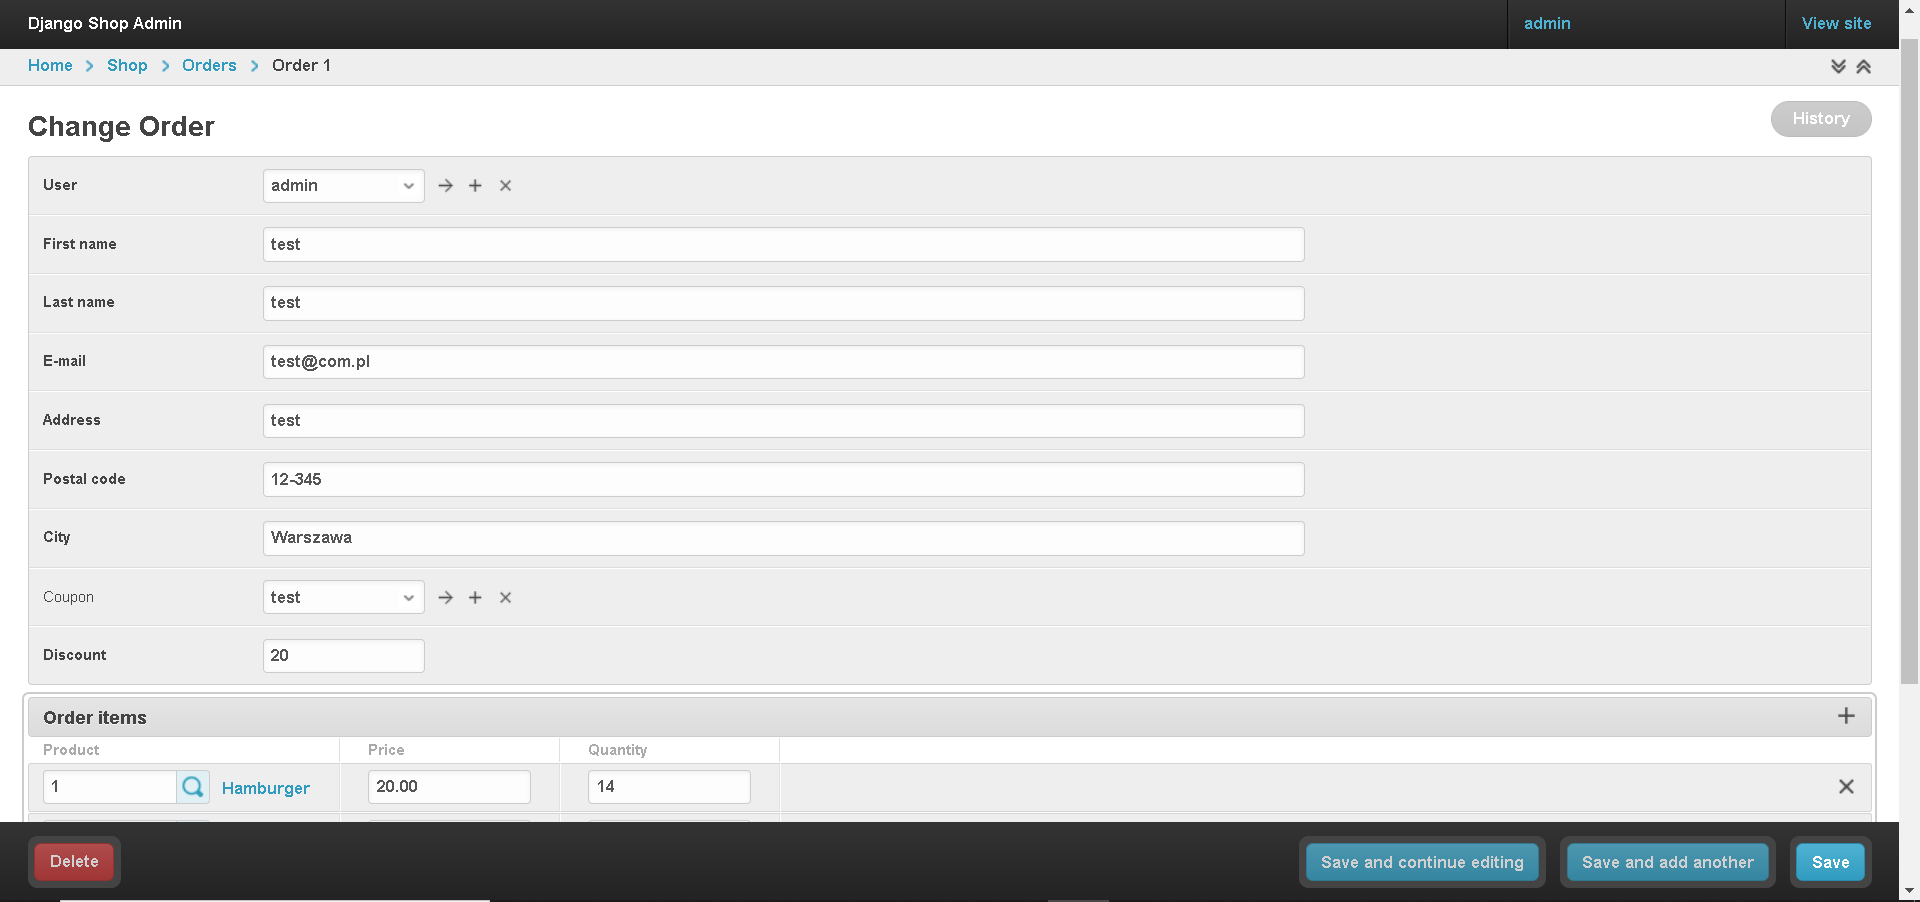 Django Shop Admin
admin
View site
Home
Shop
Orders
Order 1
Change Order
History
User
admin
First name
test
Last name
test
E-mail
test@com.pl
Address
test
Postal code
12-345
City
Warszawa
Coupon
test
Discount
20
Order items
Product
Price
Quantity
1
Hamburger
20.00
14
Delete
Save and continue editing
Save and add another
Save